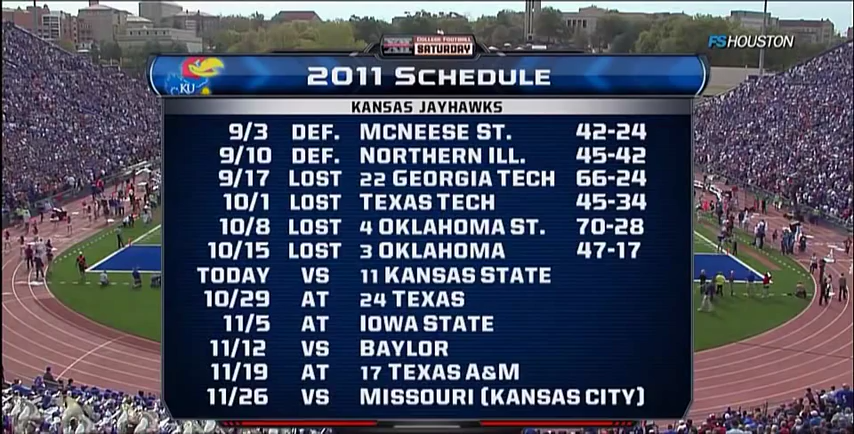 COLLEGE FOOTBALL
SATURDAY
FS HOUSTON
KU
2011 SCHEDULE
KANSAS JAYHAWKS
9/3 DEF. MCNEESE ST. 42-24
9/10 DEF. NORTHERN ILL. 45-42
9/17 LOST 22 GEORGIA TECH 66-24
10/1 LOST TEXAS TECH 45-34
10/8 LOST 4 OKLAHOMA ST. 70-28
10/15 LOST 3 OKLAHOMA 47-17
TODAY VS 11 KANSAS STATE
10/29 AT 24 TEXAS
11/5 AT IOWA STATE
11/12 VS BAYLOR
11/19 AT 17 TEXAS A&M
11/26 VS MISSOURI (KANSAS CITY)